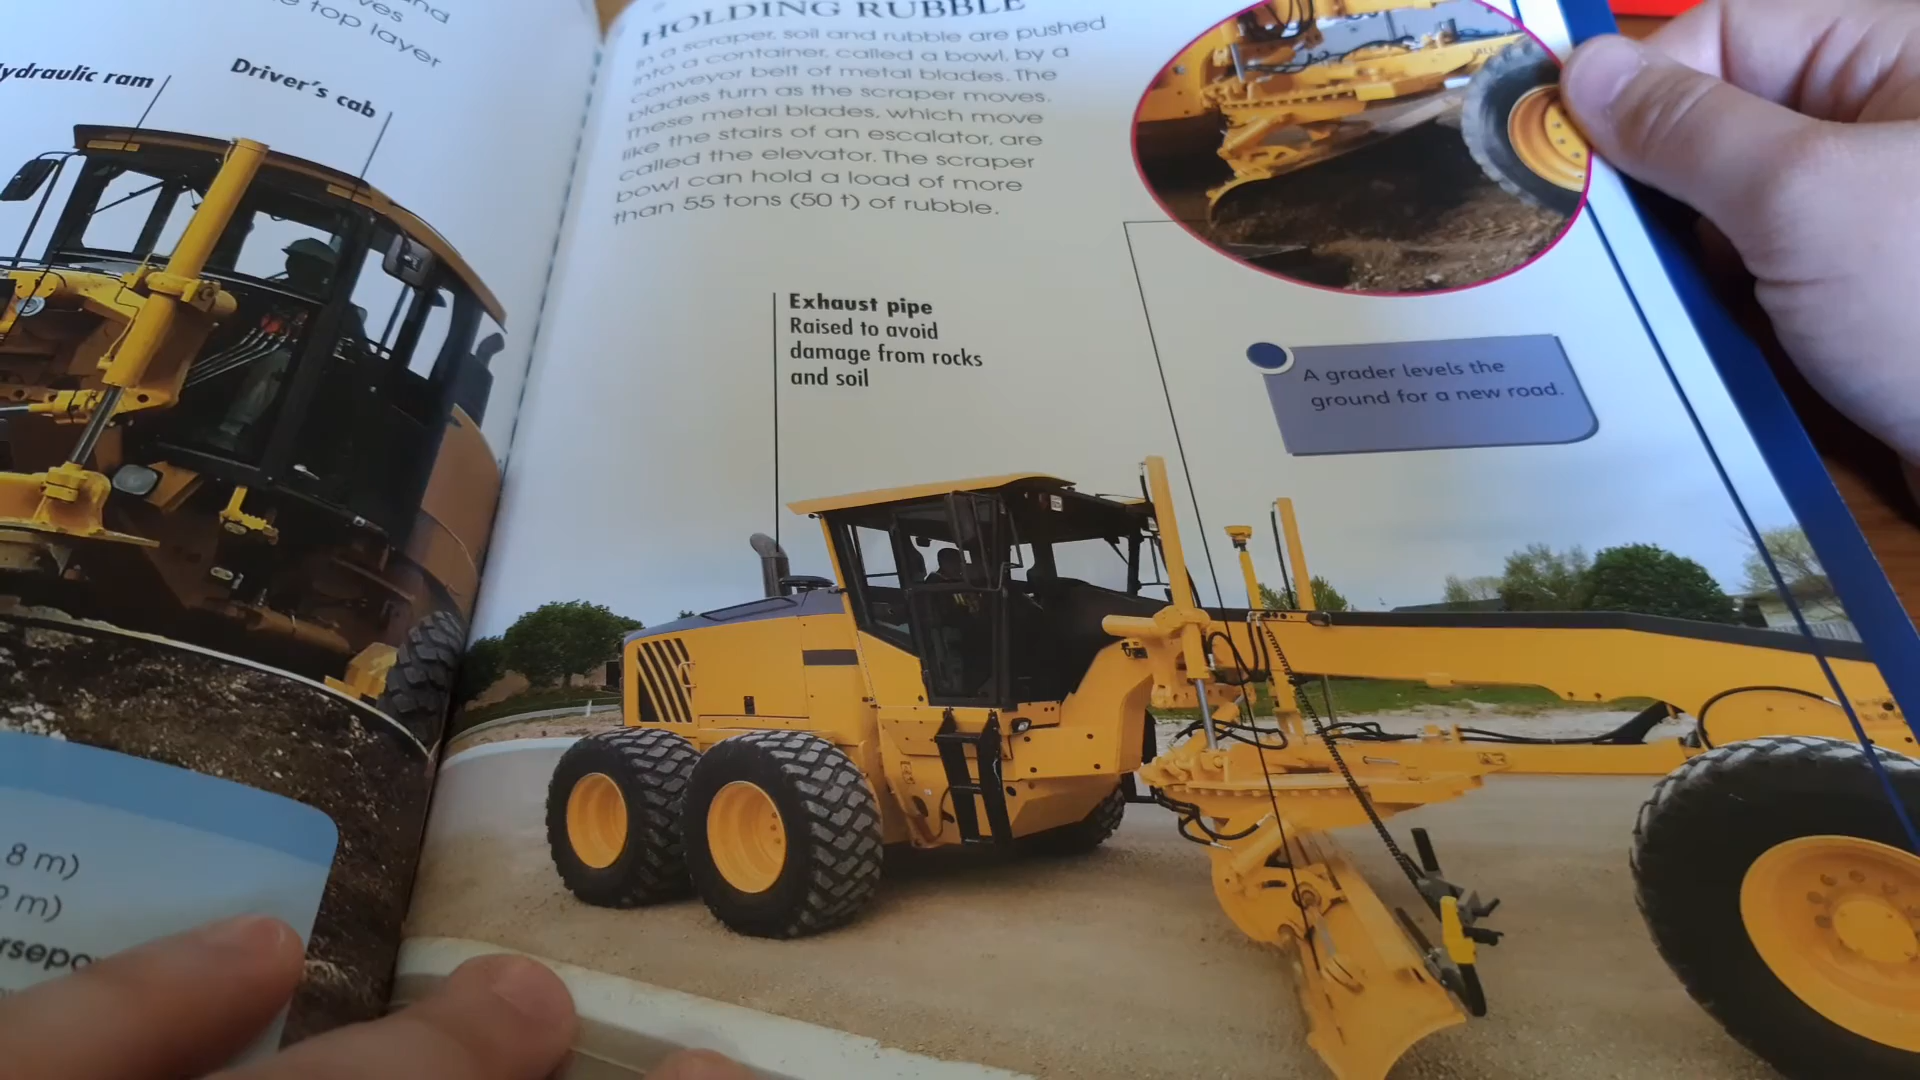 top layer
Hydraulic ram
Driver's cab
8 m)
m)
HOLDING RUBBLE
In a scraper, soil and rubble are pushed
into a container, called a bowl, by a
conveyor belt of metal blades. The
blades turn as the scraper moves.
These metal blades, which move
like the stairs of an escalator, are
called the elevator. The scraper
bowl can hold a load of more
than 55 tons (50 t) of rubble.
Exhaust pipe
Raised to avoid
damage from rocks
and soil
A grader levels the
ground for a new road.